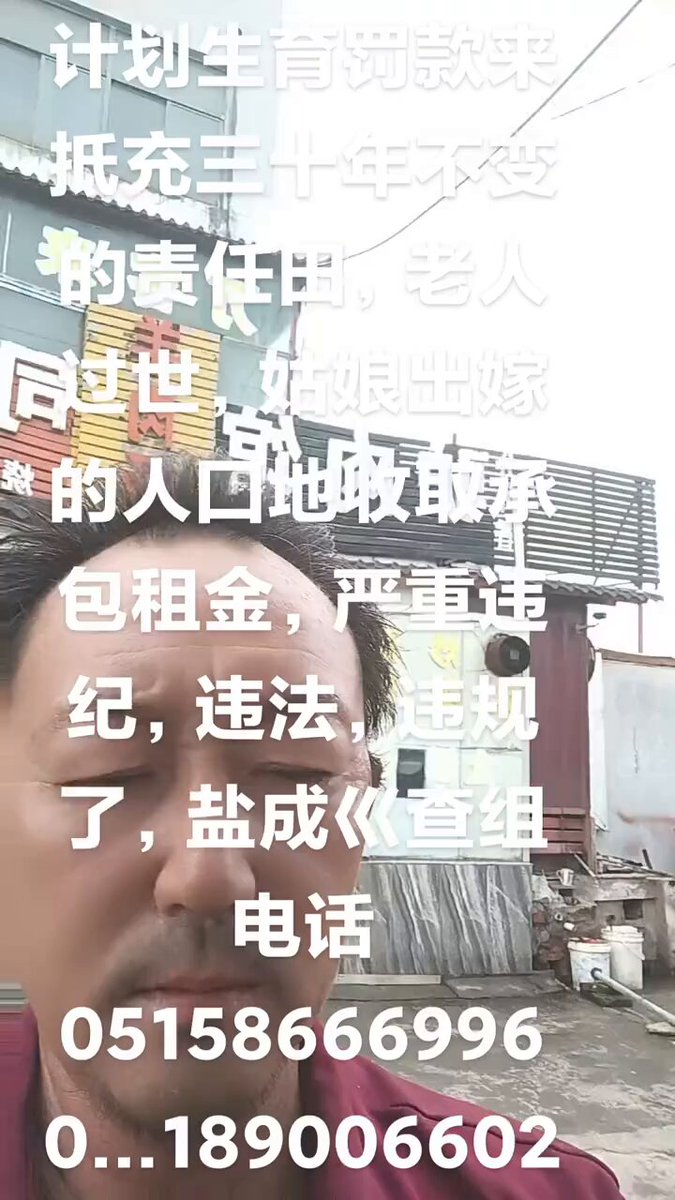 计划生育罚款来
抵充三十年不变
的责任田，老人
过世，姑娘出嫁
的人口地收取承
包租金，严重违
纪，违法，违规
了，盐成巛查组
电话
05158666996
0...189006602